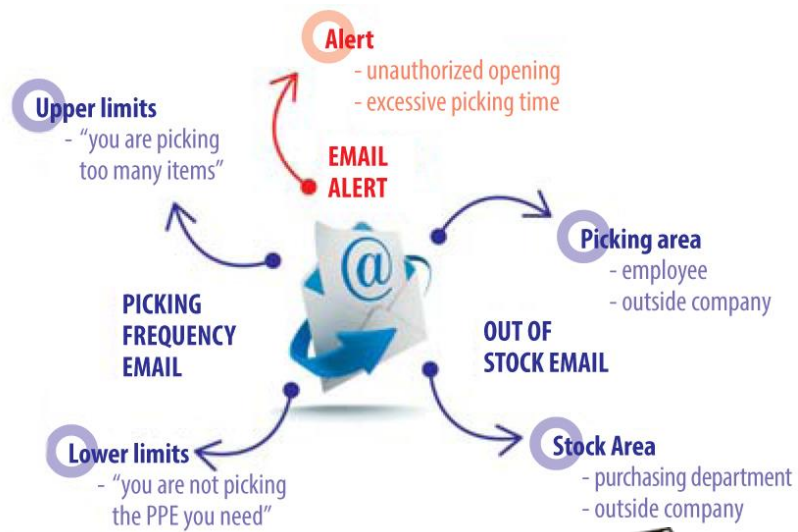 Alert
- unauthorized opening
- excessive picking time
Upper limits
- “you are picking
too many items”
EMAIL
ALERT
@
Picking area
- employee
- outside company
PICKING
FREQUENCY
EMAIL
OUT OF
STOCK EMAIL
Lower limits
- “you are not picking
the PPE you need”
Stock Area
- purchasing department
- outside company